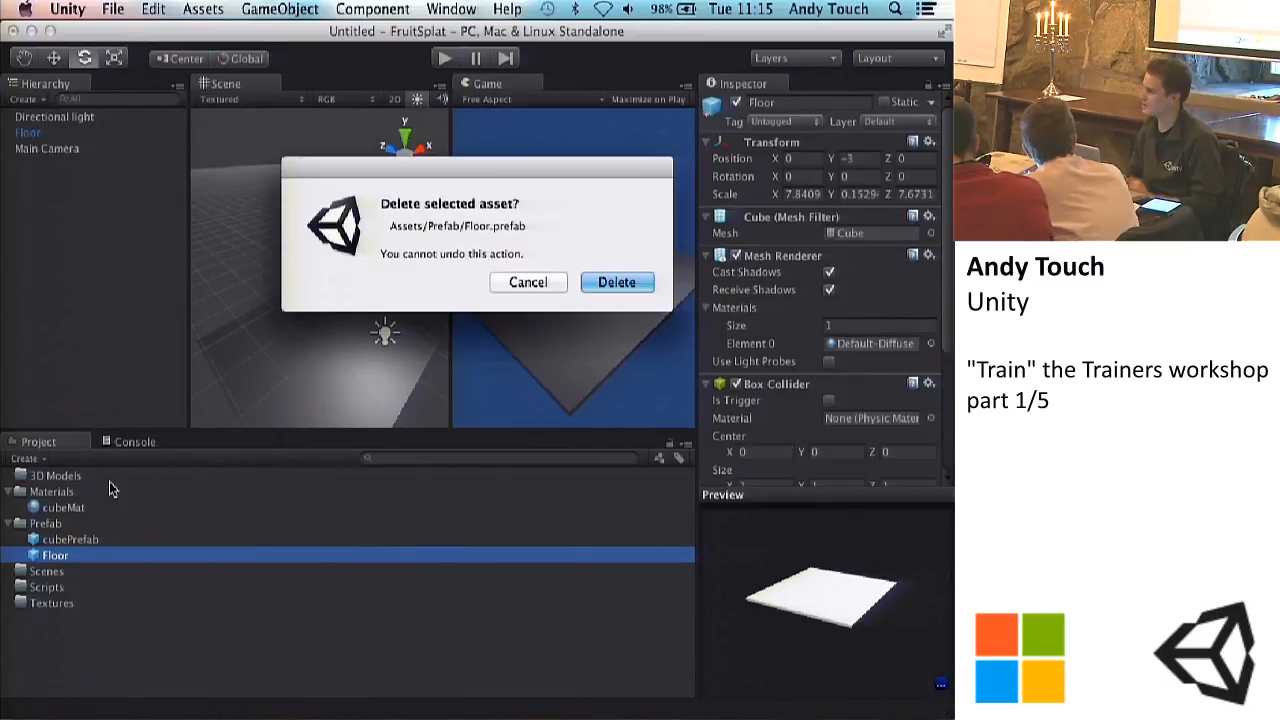 Unity File Edit Assets GameObject Component Window Help 98% Tue 11:15 Andy Touch
Untitled – FruitSplat – PC, Mac & Linux Standalone
Center Global
Layers Layout
Hierarchy
Create All
Directional light
Floor
Main Camera
Scene
Textured RGB 2D
y
z x
Game
Free Aspect Maximize on Play
Delete selected asset?
Assets/Prefab/Floor.prefab
You cannot undo this action.
Cancel Delete
Inspector
Floor Static
Tag Untagged Layer Default
Transform
Position X 0 Y -3 Z 0
Rotation X 0 Y 0 Z 0
Scale X 7.8409 Y 0.1529 Z 7.6731
Cube (Mesh Filter)
Mesh Cube
Mesh Renderer
Cast Shadows
Receive Shadows
Materials
Size 1
Element 0 Default-Diffuse
Use Light Probes
Box Collider
Is Trigger
Material None (Physic Mater
Center
X 0 Y 0 Z 0
Size
Preview
Project Console
Create
3D Models
Materials
cubeMat
Prefab
cubePrefab
Floor
Scenes
Scripts
Textures
Andy Touch
Unity
"Train" the Trainers workshop
part 1/5